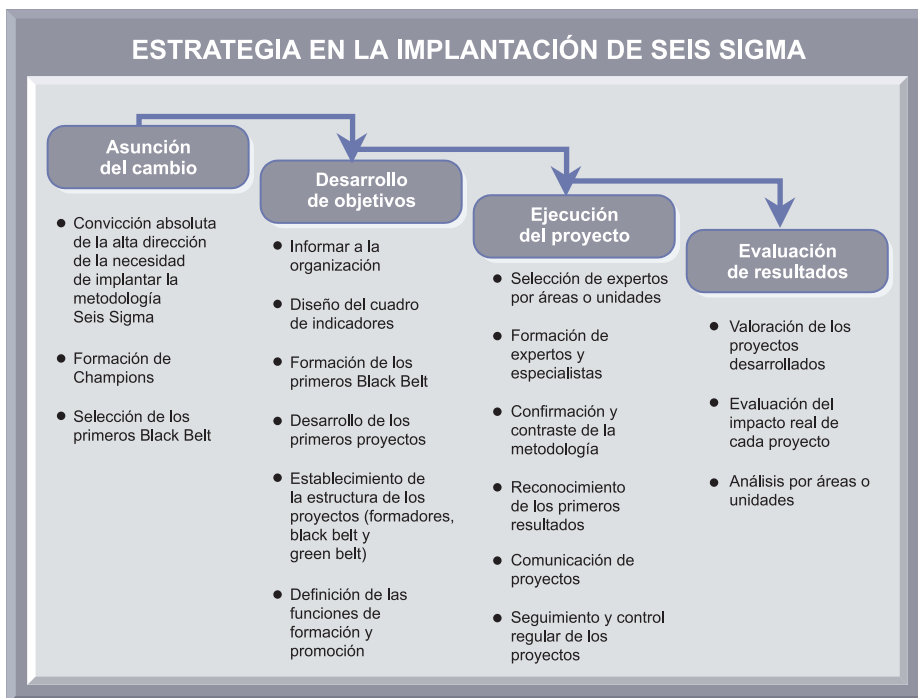 ESTRATEGIA EN LA IMPLANTACIÓN DE SEIS SIGMA
Asunción
del cambio
• Convicción absoluta
de la alta dirección
de la necesidad
de implantar la
metodología
Seis Sigma
• Formación de
Champions
• Selección de los
primeros Black Belt
Desarrollo
de objetivos
• Informar a la
organización
• Diseño del cuadro
de indicadores
• Formación de los
primeros Black Belt
• Desarrollo de los
primeros proyectos
• Establecimiento de
la estructura de los
proyectos (formadores,
black belt y
green belt)
• Definición de las
funciones de
formación y
promoción
Ejecución
del proyecto
• Selección de expertos
por áreas o unidades
• Formación de
expertos y
especialistas
• Confirmación y
contraste de la
metodología
• Reconocimiento
de los primeros
resultados
• Comunicación de
proyectos
• Seguimiento y control
regular de los
proyectos
Evaluación
de resultados
• Valoración de los
proyectos
desarrollados
• Evaluación del
impacto real de
cada proyecto
• Análisis por áreas o
unidades